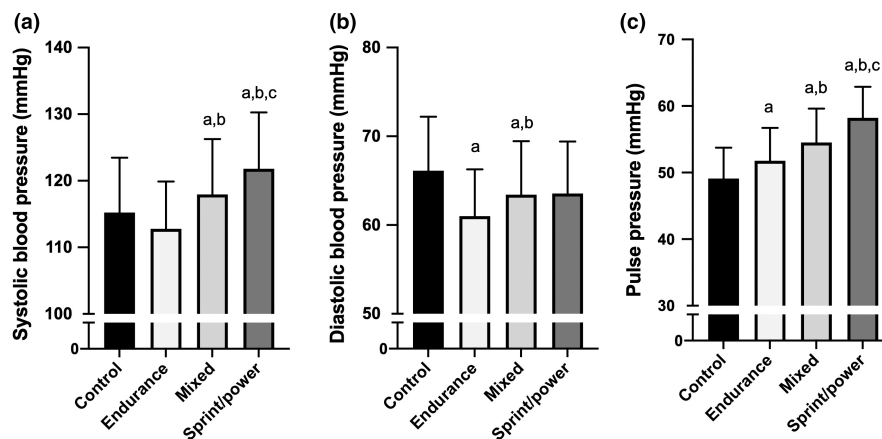 (a)
Systolic blood pressure (mmHg)
140
130
120
110
100
0
a,b
a,b,c
Control
Endurance
Mixed
Sprint/power
(b)
Diastolic blood pressure (mmHg)
80
70
60
50
0
a
a,b
Control
Endurance
Mixed
Sprint/power
(c)
Pulse pressure (mmHg)
70
60
50
40
30
0
a
a,b
a,b,c
Control
Endurance
Mixed
Sprint/power